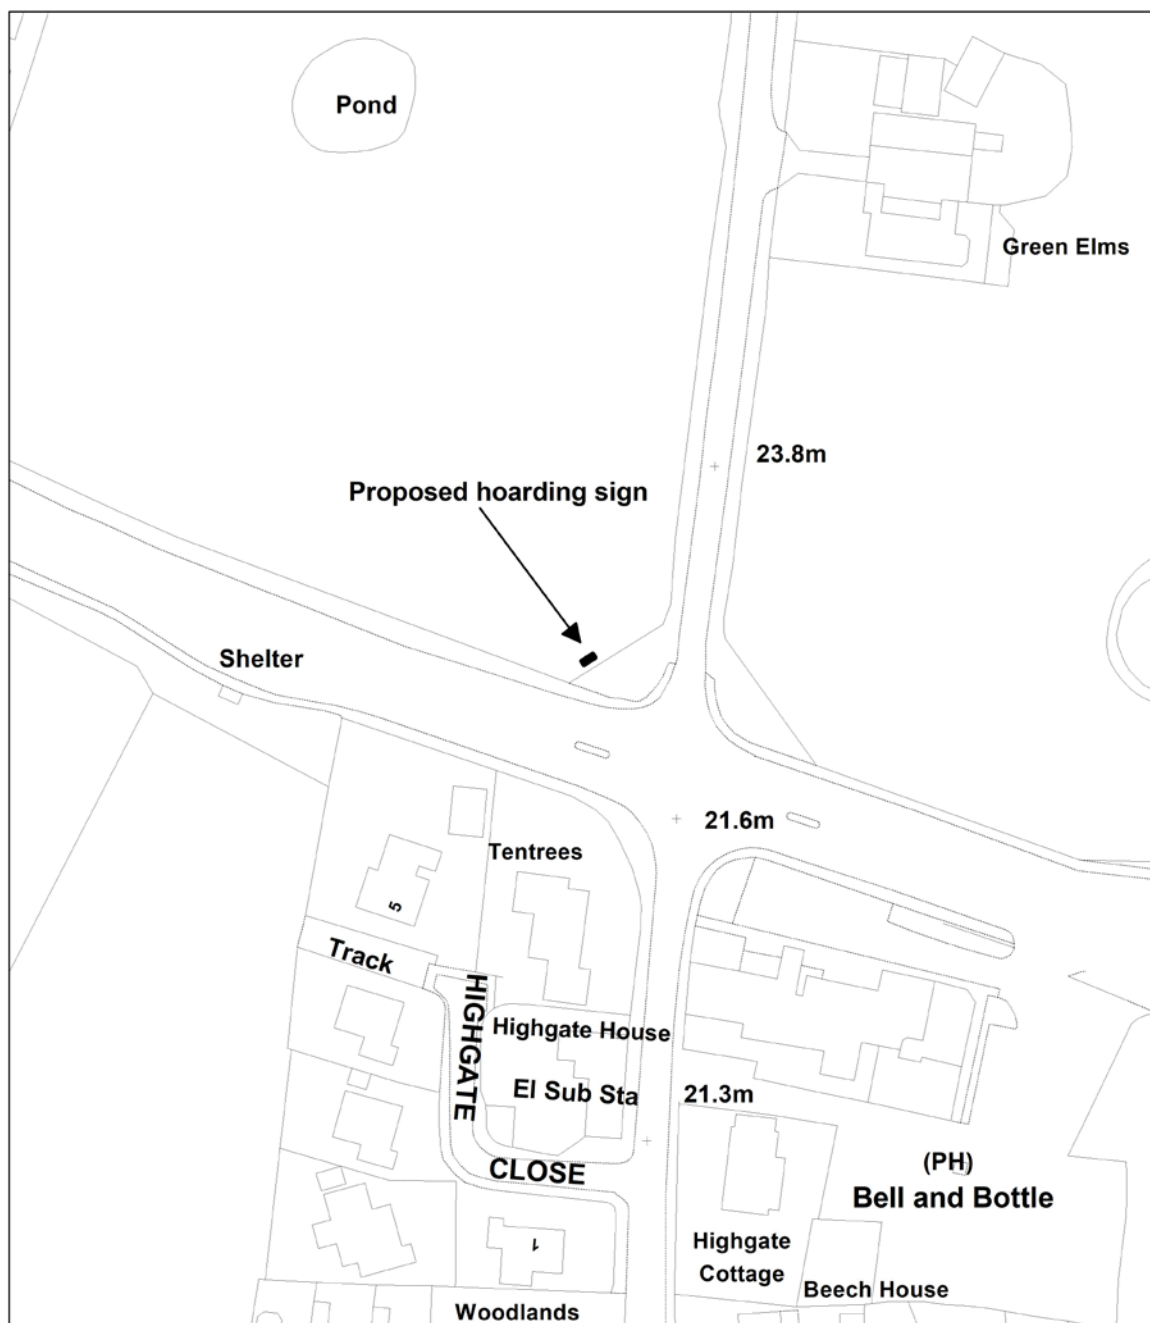 Pond
Green Elms
23.8m
Proposed hoarding sign
Shelter
21.6m
Tentrees
5
Track
HIGHGATE
Highgate House
El Sub Sta
21.3m
CLOSE
(PH)
Bell and Bottle
1
Highgate
Cottage
Beech House
Woodlands